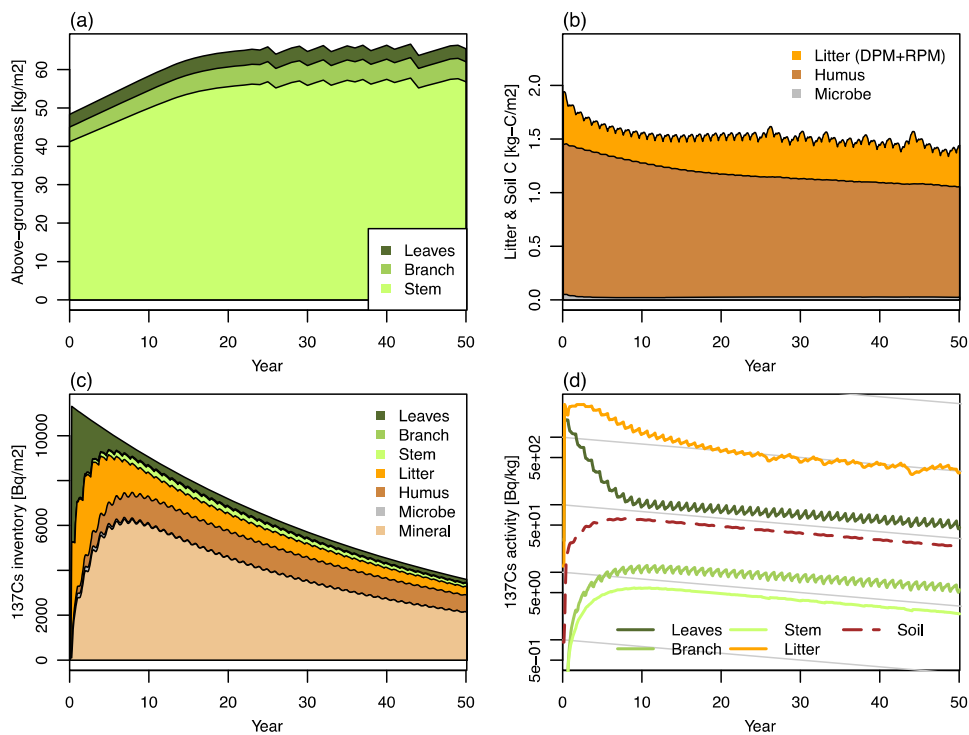 (a)
Above−ground biomass [kg/m2]
60
50
40
30
20
10
0
Leaves
Branch
Stem
0 10 20 30 40 50
Year
(b)
Litter & Soil C [kg−C/m2]
2.0
1.5
1.0
0.5
0.0
Litter (DPM+RPM)
Humus
Microbe
0 10 20 30 40 50
Year
(c)
137Cs inventory [Bq/m2]
10000
6000
2000
0
Leaves
Branch
Stem
Litter
Humus
Microbe
Mineral
0 10 20 30 40 50
Year
(d)
137Cs activity [Bq/kg]
5e+02
5e+01
5e+00
5e−01
Leaves Stem Soil
Branch Litter
0 10 20 30 40 50
Year